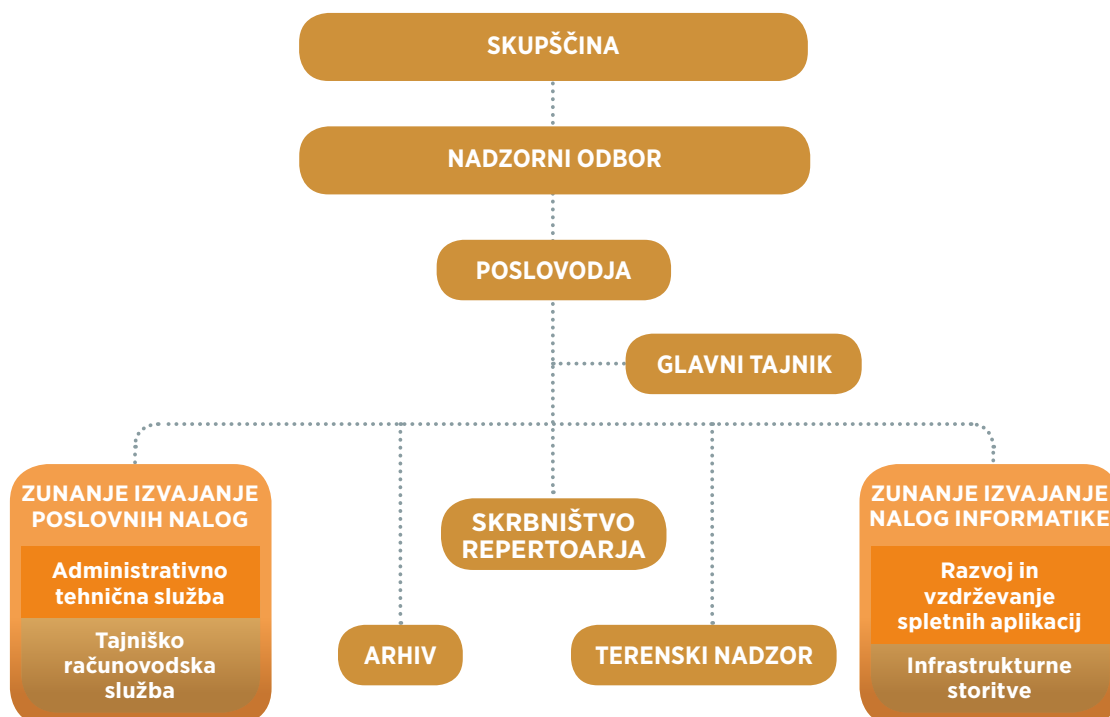 SKUPŠČINA
NADZORNI ODBOR
POSLOVODJA
GLAVNI TAJNIK
ZUNANJE IZVAJANJE
POSLOVNIH NALOG
Administrativno
tehnična služba
Tajniško
računovodska
služba
ARHIV
SKRBNIŠTVO
REPERTOARJA
TERENSKI NADZOR
ZUNANJE IZVAJANJE
NALOG INFORMATIKE
Razvoj in
vzdrževanje
spletnih aplikacij
Infrastrukturne
storitve